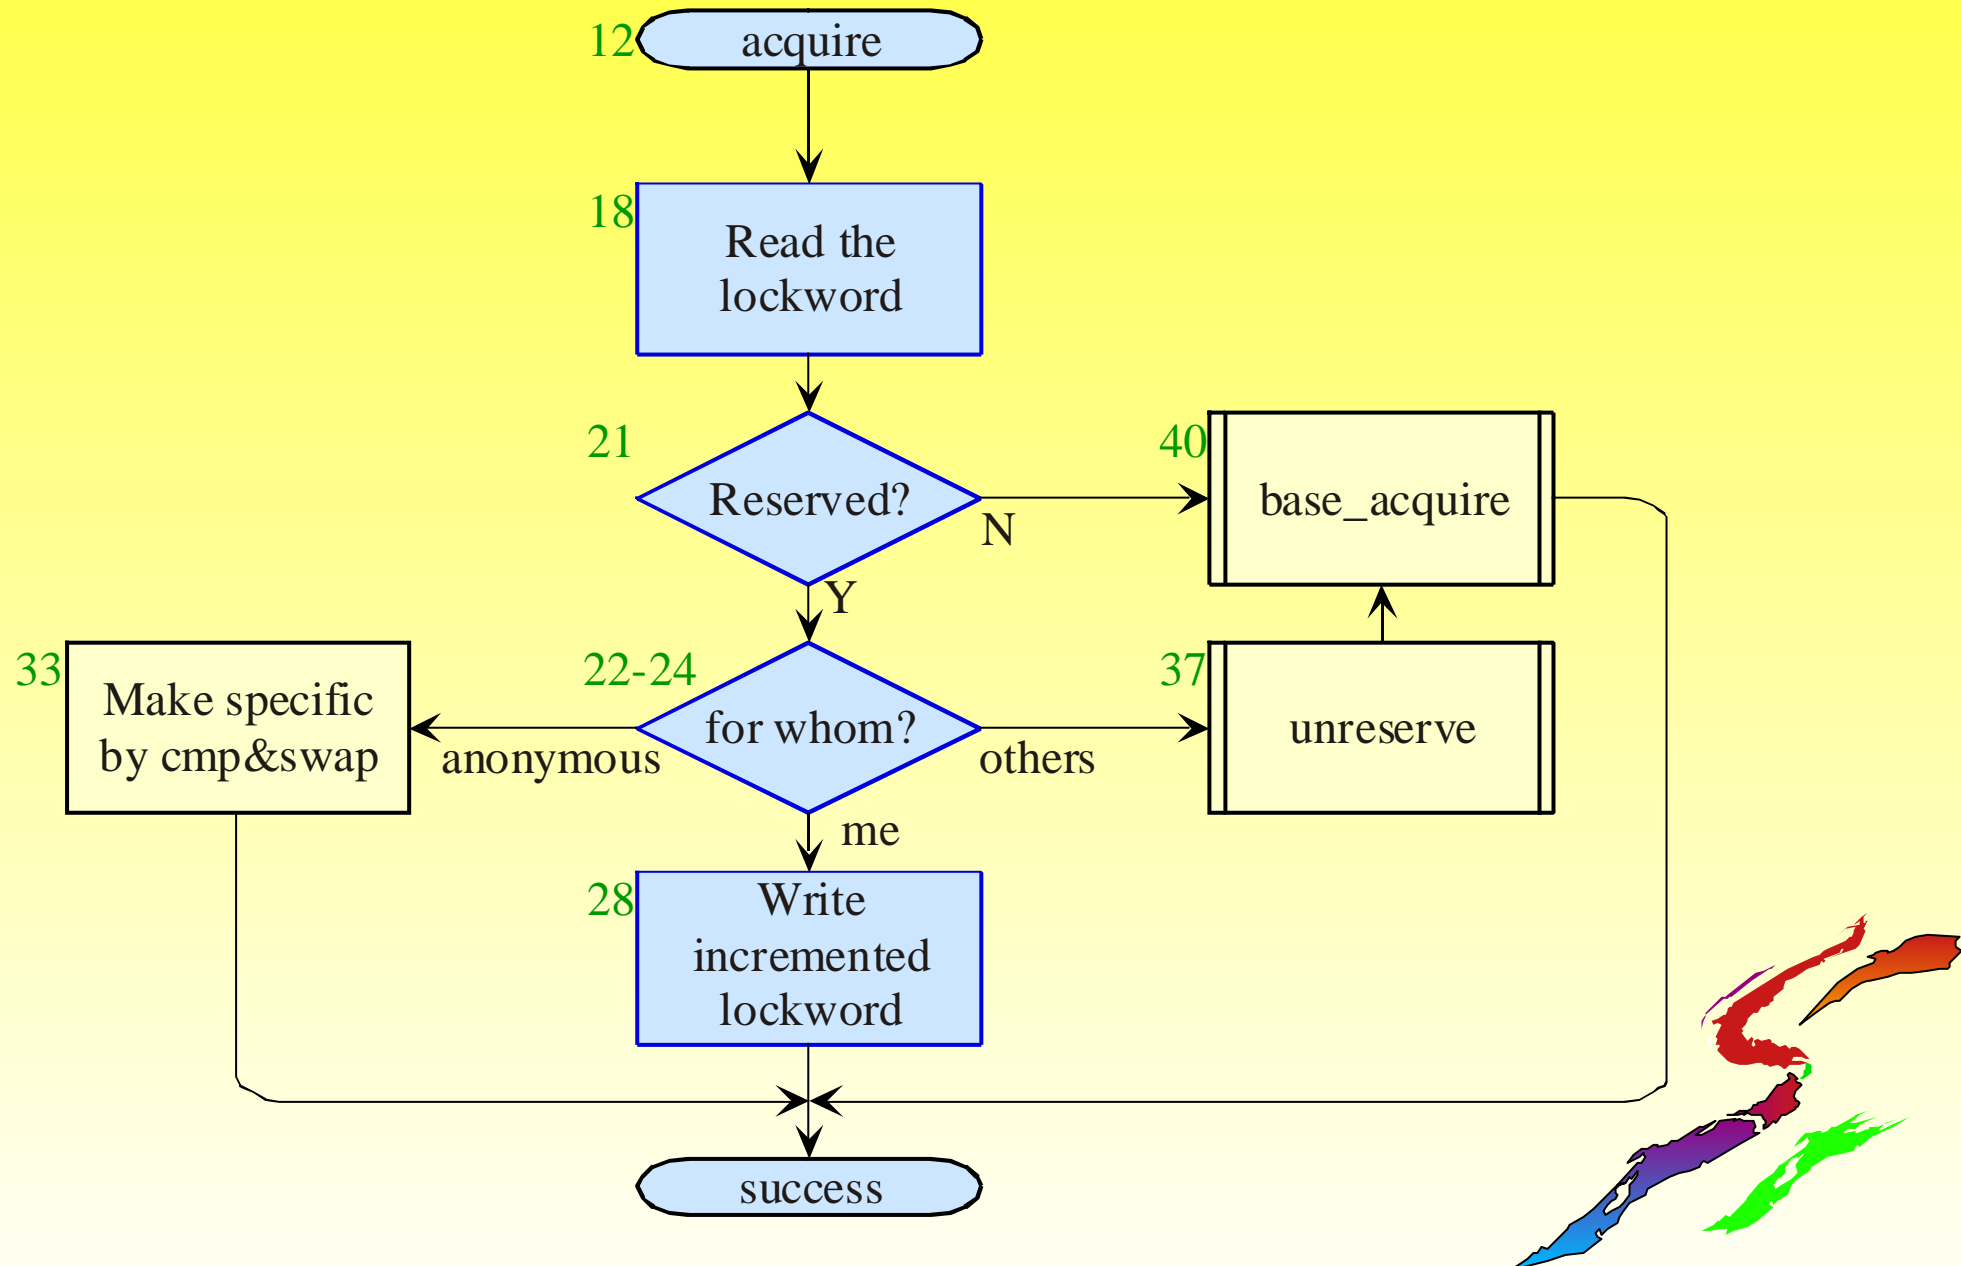 12
acquire
18
Read the
lockword
21
Reserved?
N
40
base_acquire
Y
33
Make specific
by cmp&swap
anonymous
22-24
for whom?
others
37
unreserve
me
28
Write
incremented
lockword
success